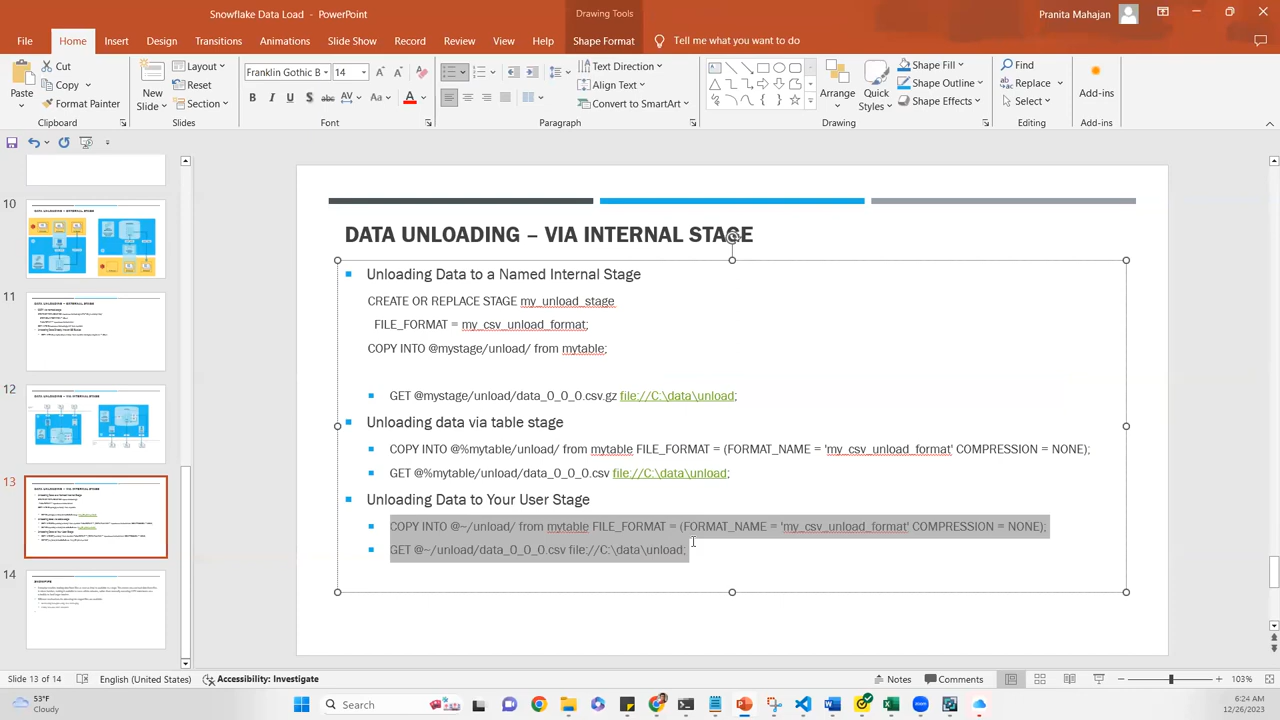 Snowflake Data Load - PowerPoint
Drawing Tools
Pranita Mahajan
File
Home
Insert
Design
Transitions
Animations
Slide Show
Record
Review
View
Help
Shape Format
Tell me what you want to do
Paste
Cut
Copy
Format Painter
Clipboard
New
Slide
Layout
Reset
Section
Slides
Franklin Gothic B
14
Font
Text Direction
Align Text
Convert to SmartArt
Paragraph
Arrange
Quick
Styles
Shape Fill
Shape Outline
Shape Effects
Drawing
Find
Replace
Select
Editing
Add-ins
Add-ins
10
11
12
13
14
DATA UNLOADING – VIA INTERNAL STAGE
Unloading Data to a Named Internal Stage
CREATE OR REPLACE STAGE my_unload_stage
FILE_FORMAT = my_csv_unload_format;
COPY INTO @mystage/unload/ from mytable;
GET @mystage/unload/data_0_0_0.csv.gz file://C:\data\unload;
Unloading data via table stage
COPY INTO @%mytable/unload/ from mytable FILE_FORMAT = (FORMAT_NAME = 'my_csv_unload_format' COMPRESSION = NONE);
GET @%mytable/unload/data_0_0_0.csv file://C:\data\unload;
Unloading Data to Your User Stage
COPY INTO @~/unload/ from mytable FILE_FORMAT = (FORMAT_NAME = 'my_csv_unload_format' COMPRESSION = NONE);
GET @~/unload/data_0_0_0.csv file://C:\data\unload;
Slide 13 of 14
English (United States)
Accessibility: Investigate
Notes
Comments
103%
53°F
Cloudy
Search
6:24 AM
12/26/2023